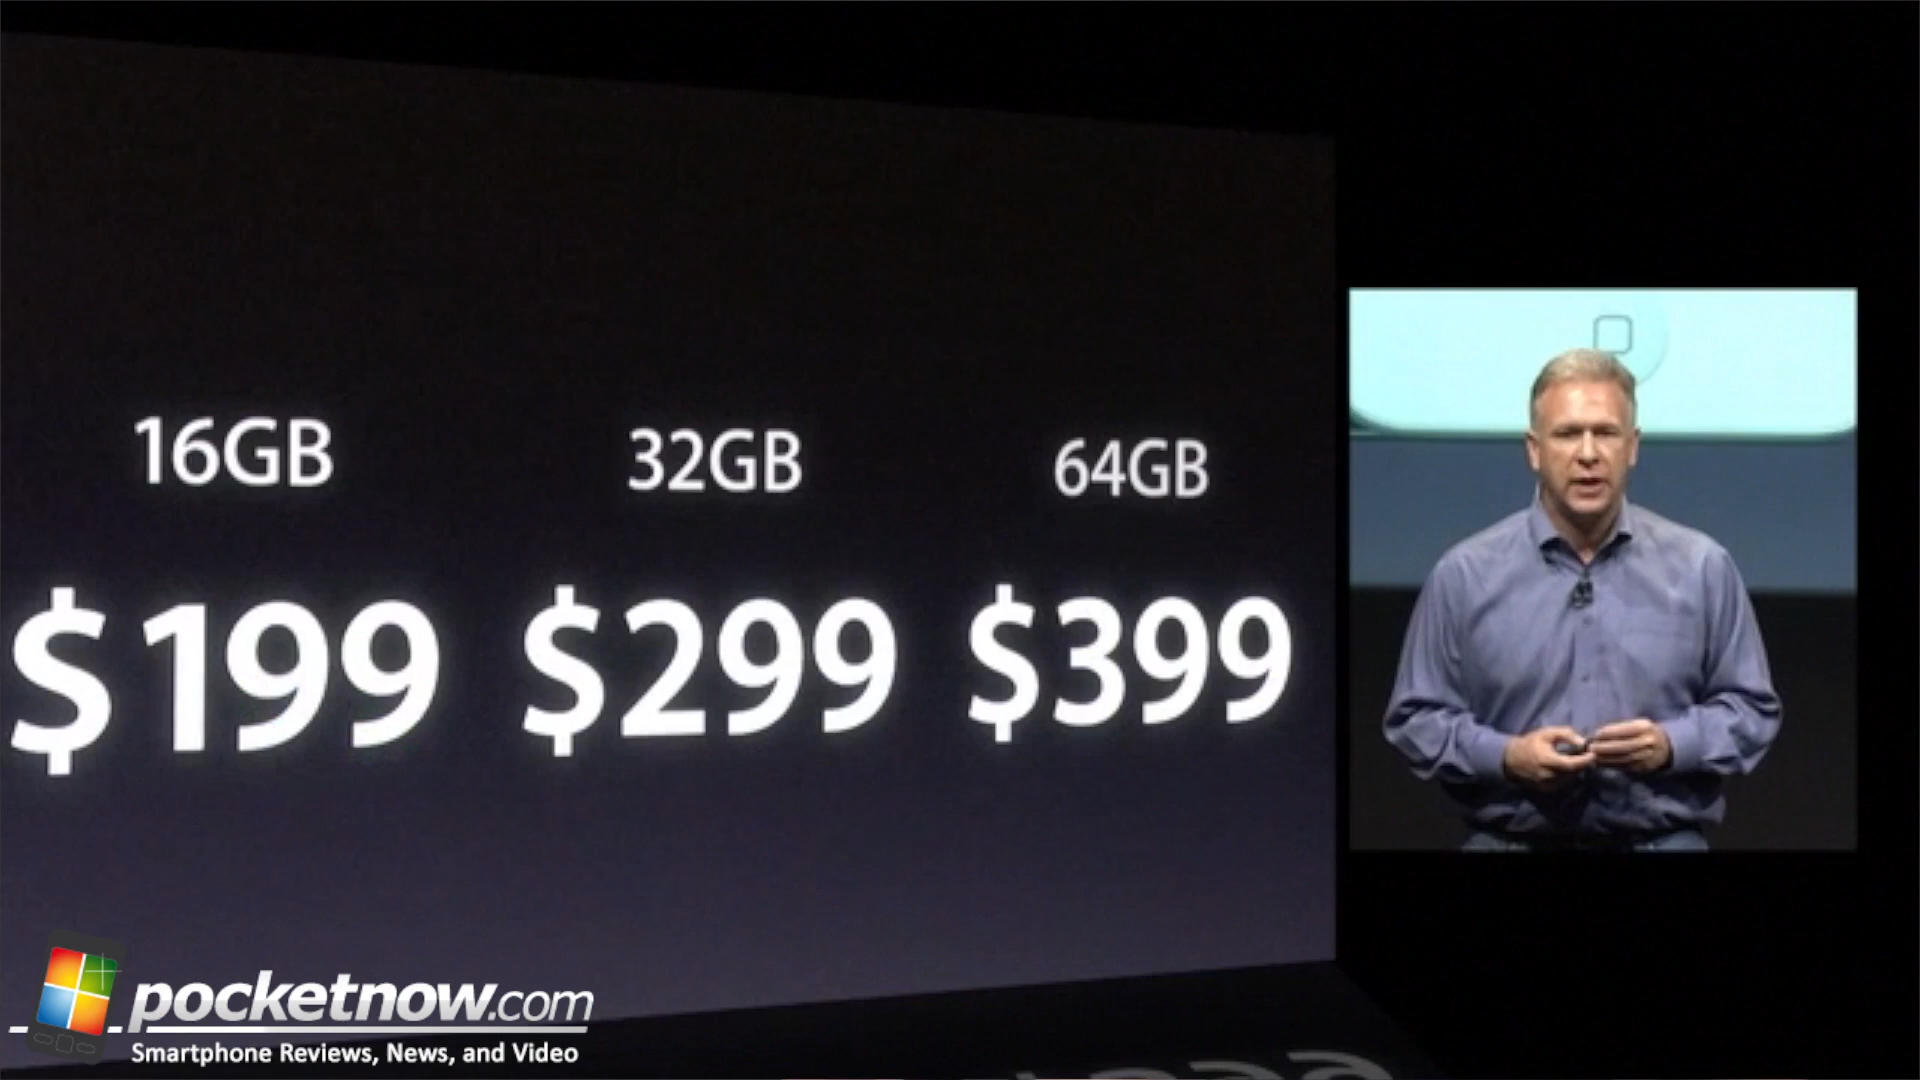 16GB 32GB 64GB
$199 $299 $399
pocketnow.com
Smartphone Reviews, News, and Video